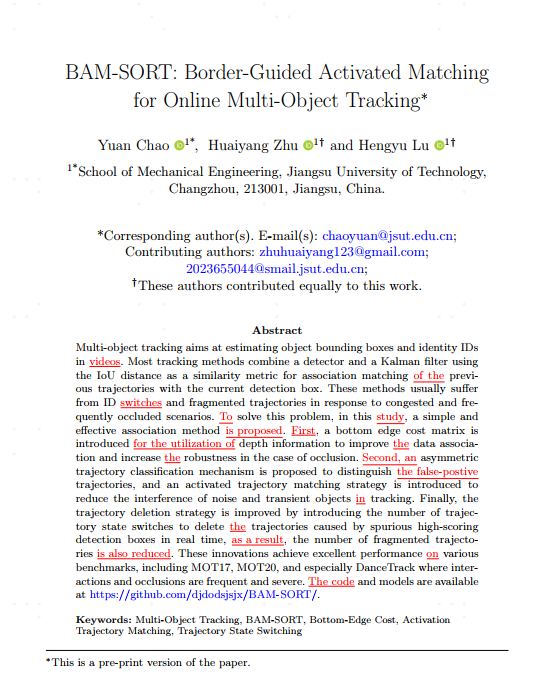 BAM-SORT: Border-Guided Activated Matching
for Online Multi-Object Tracking*
Yuan Chao 1*, Huaiyang Zhu 1† and Hengyu Lu 1†
1*School of Mechanical Engineering, Jiangsu University of Technology,
Changzhou, 213001, Jiangsu, China.
*Corresponding author(s). E-mail(s): chaoyuan@jsut.edu.cn;
Contributing authors: zhuhuaiyang123@gmail.com;
2023655044@smail.jsut.edu.cn;
†These authors contributed equally to this work.
Abstract
Multi-object tracking aims at estimating object bounding boxes and identity IDs
in videos. Most tracking methods combine a detector and a Kalman filter using
the IoU distance as a similarity metric for association matching of the previ-
ous trajectories with the current detection box. These methods usually suffer
from ID switches and fragmented trajectories in response to congested and fre-
quently occluded scenarios. To solve this problem, in this study, a simple and
effective association method is proposed. First, a bottom edge cost matrix is
introduced for the utilization of depth information to improve the data associa-
tion and increase the robustness in the case of occlusion. Second, an asymmetric
trajectory classification mechanism is proposed to distinguish the false-postive
trajectories, and an activated trajectory matching strategy is introduced to
reduce the interference of noise and transient objects in tracking. Finally, the
trajectory deletion strategy is improved by introducing the number of trajec-
tory state switches to delete the trajectories caused by spurious high-scoring
detection boxes in real time, as a result, the number of fragmented trajecto-
ries is also reduced. These innovations achieve excellent performance on various
benchmarks, including MOT17, MOT20, and especially DanceTrack where inter-
actions and occlusions are frequent and severe. The code and models are available
at https://github.com/djdodsjsjx/BAM-SORT/.
Keywords: Multi-Object Tracking, BAM-SORT, Bottom-Edge Cost, Activation
Trajectory Matching, Trajectory State Switching
*This is a pre-print version of the paper.